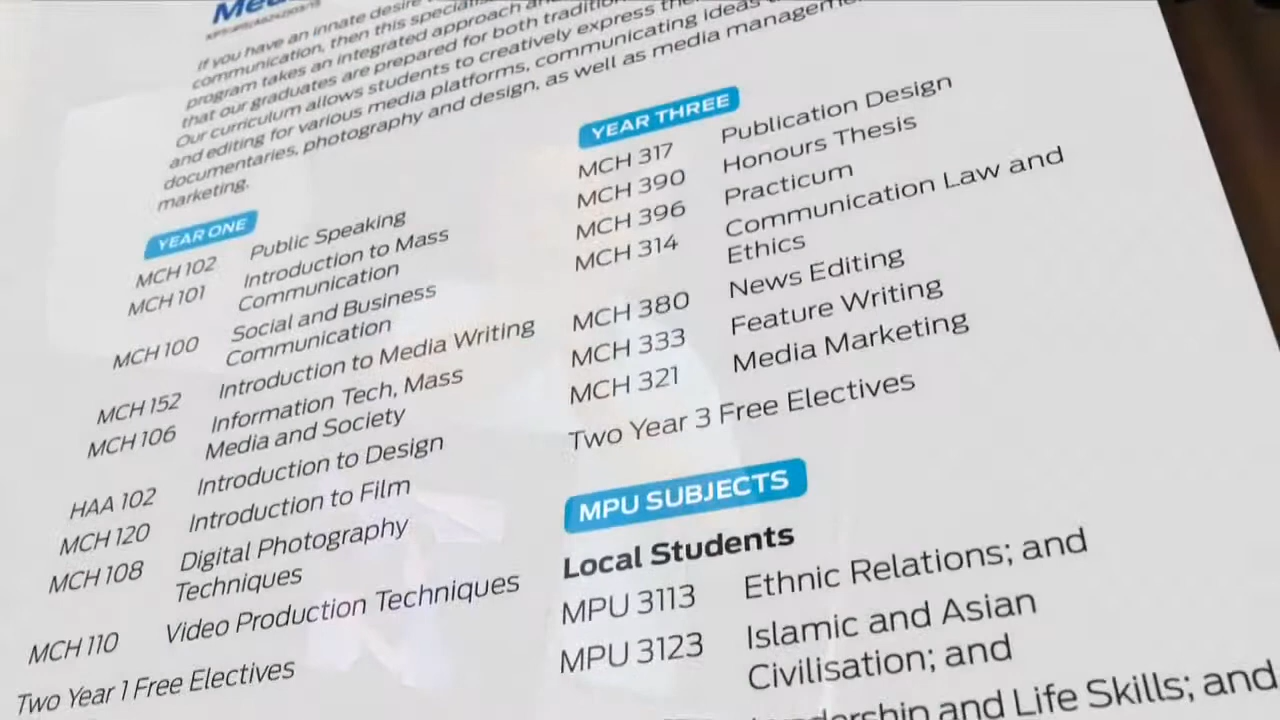 If you have an innate desire
communication, then this
program takes an integrated approach
that our graduates are prepared for both
Our curriculum allows students to creatively express
and editing for various media platforms, communicating ideas
documentaries, photography and design, as well as media
marketing.
YEAR ONE
MCH 102 Public Speaking
MCH 101 Introduction to Mass
Communication
MCH 100 Social and Business
Communication
MCH 152 Introduction to Media Writing
MCH 106 Information Tech, Mass
Media and Society
HAA 102 Introduction to Design
MCH 120 Introduction to Film
MCH 108 Digital Photography
Techniques
MCH 110 Video Production Techniques
Two Year 1 Free Electives
YEAR THREE
MCH 317 Publication Design
MCH 390 Honours Thesis
MCH 396 Practicum
MCH 314 Communication Law and
Ethics
MCH 380 News Editing
MCH 333 Feature Writing
MCH 321 Media Marketing
Two Year 3 Free Electives
MPU SUBJECTS
Local Students
MPU 3113 Ethnic Relations; and
MPU 3123 Islamic and Asian
Civilisation; and
and Life Skills; and